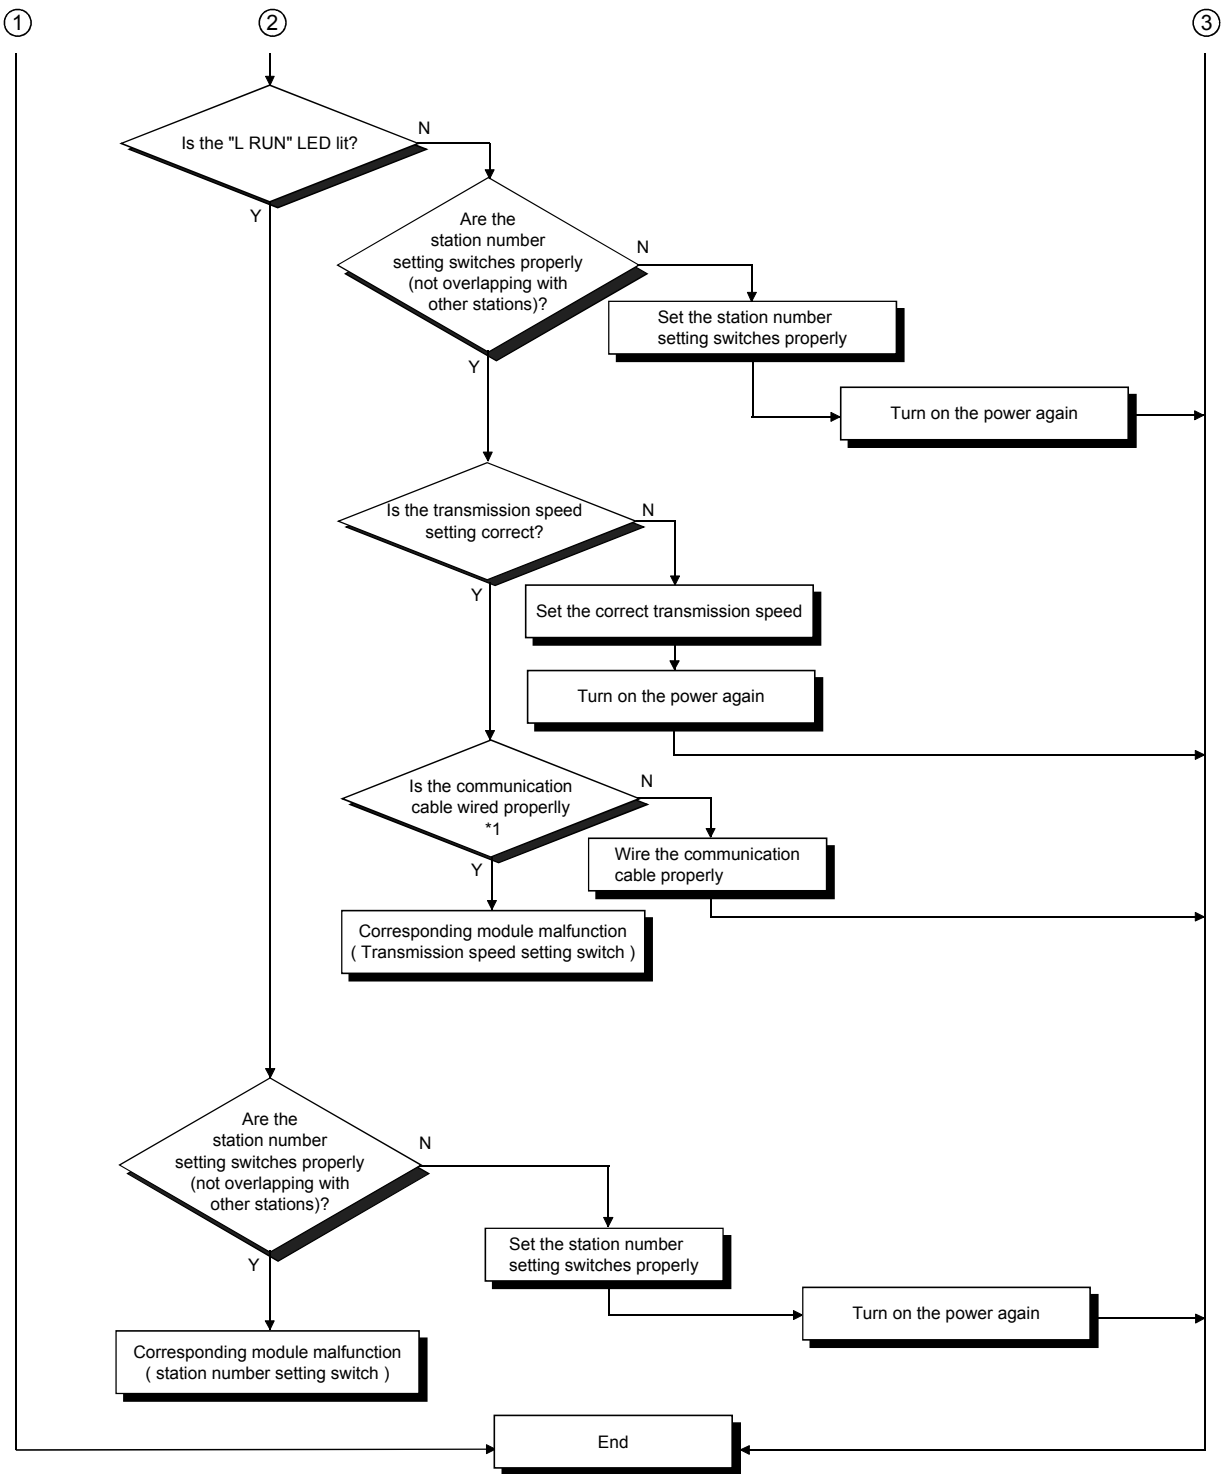 1
2
3
Is the "L RUN" LED lit?
N
Y
Are the
station number
setting switches properly
(not overlapping with
other stations)?
N
Y
Set the station number
setting switches properly
Turn on the power again
Is the transmission speed
setting correct?
N
Y
Set the correct transmission speed
Turn on the power again
Is the communication
cable wired properlly
*1
N
Y
Wire the communication
cable properly
Corresponding module malfunction
( Transmission speed setting switch )
Are the
station number
setting switches properly
(not overlapping with
other stations)?
N
Y
Set the station number
setting switches properly
Turn on the power again
Corresponding module malfunction
( station number setting switch )
End